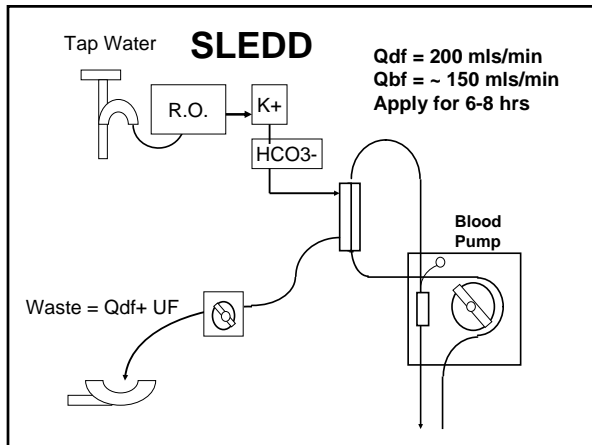 SLEDD
Tap Water
Qdf = 200 mls/min
Qbf = ~ 150 mls/min
Apply for 6-8 hrs
R.O.
K+
HCO3-
Blood
Pump
Waste = Qdf+ UF